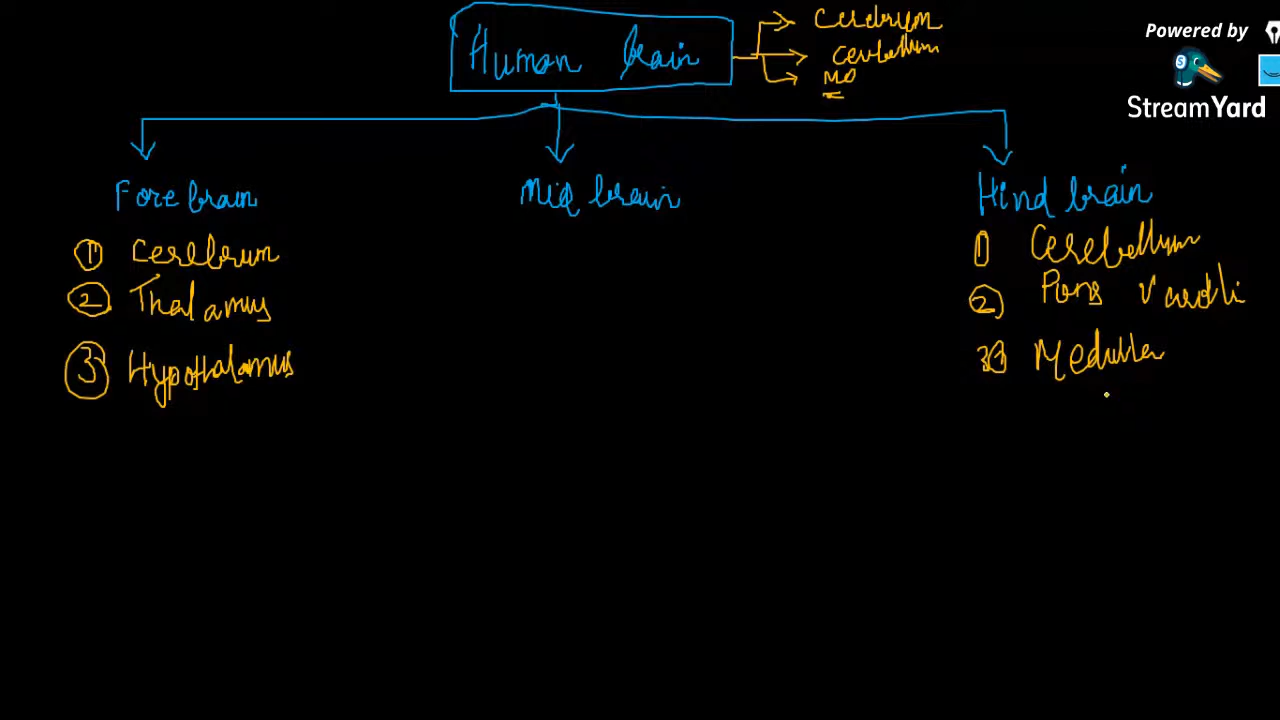 Human brain
Cerebrum
Cerebellum
MO
Powered by
StreamYard
Fore brain
① Cerebrum
② Thalamus
③ Hypothalamus
Mid brain
Hind brain
① Cerebellum
② Pons
③ Medulla